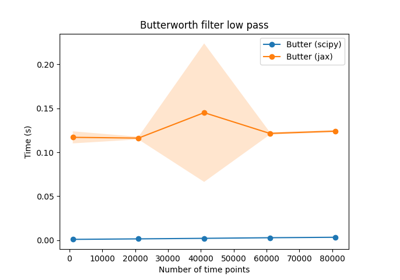 Butterworth filter low pass
Butter (scipy)
Butter (jax)
Time (s)
0.20
0.15
0.10
0.05
0.00
0 10000 20000 30000 40000 50000 60000 70000 80000
Number of time points